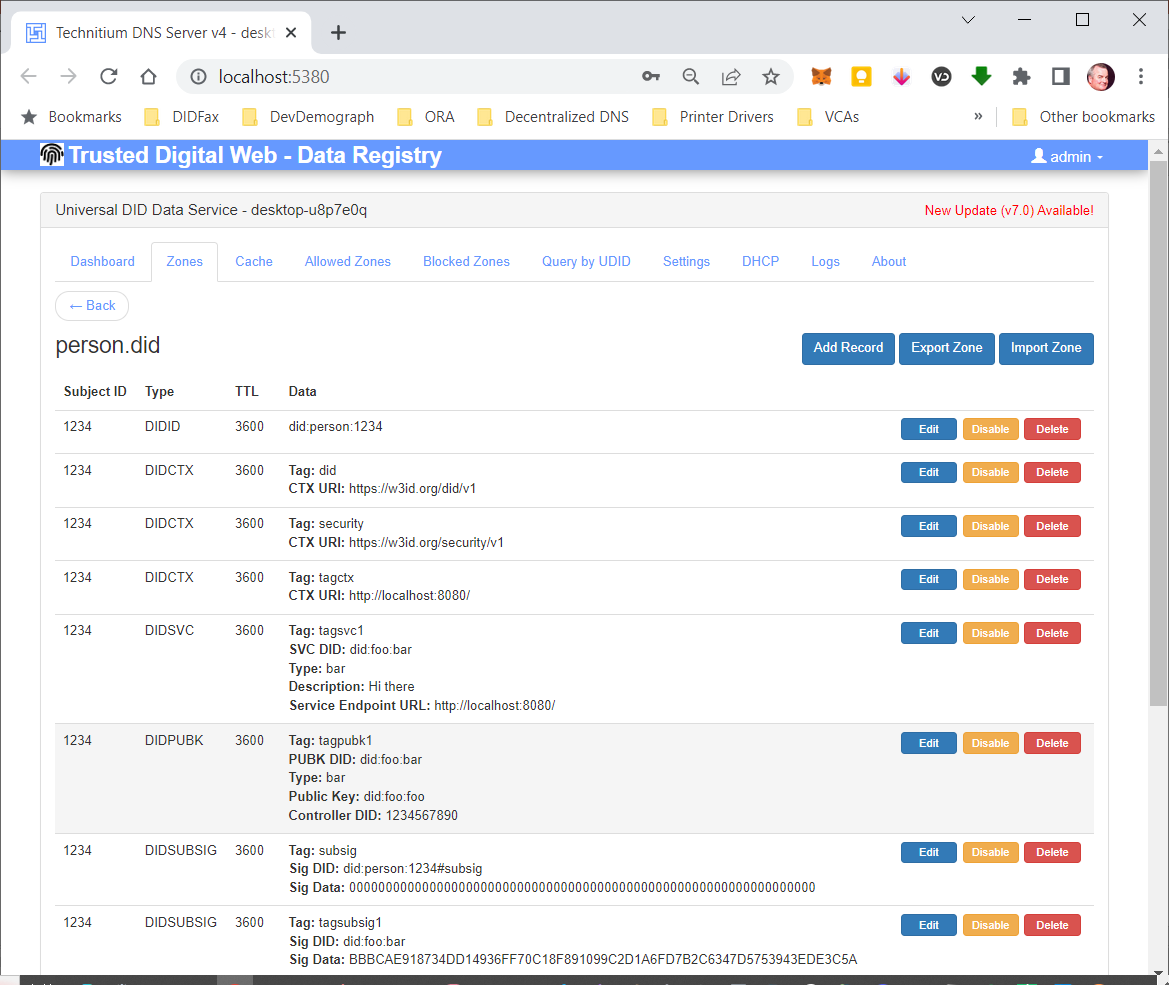 Technitium DNS Server v4 - desk
localhost:5380
Bookmarks DIDFax DevDemograph ORA Decentralized DNS Printer Drivers VCAs » Other bookmarks
Trusted Digital Web - Data Registry admin
Universal DID Data Service - desktop-u8p7e0q New Update (v7.0) Available!
Dashboard Zones Cache Allowed Zones Blocked Zones Query by UDID Settings DHCP Logs About
← Back
person.did Add Record Export Zone Import Zone
Subject ID Type TTL Data
1234 DIDID 3600 did:person:1234 Edit Disable Delete
1234 DIDCTX 3600 Tag: did Edit Disable Delete
CTX URI: https://w3id.org/did/v1
1234 DIDCTX 3600 Tag: security Edit Disable Delete
CTX URI: https://w3id.org/security/v1
1234 DIDCTX 3600 Tag: tagctx Edit Disable Delete
CTX URI: http://localhost:8080/
1234 DIDSVC 3600 Tag: tagsvc1 Edit Disable Delete
SVC DID: did:foo:bar
Type: bar
Description: Hi there
Service Endpoint URL: http://localhost:8080/
1234 DIDPUBK 3600 Tag: tagpubk1 Edit Disable Delete
PUBK DID: did:foo:bar
Type: bar
Public Key: did:foo:foo
Controller DID: 1234567890
1234 DIDSUBSIG 3600 Tag: subsig Edit Disable Delete
Sig DID: did:person:1234#subsig
Sig Data: 0000000000000000000000000000000000000000000000000000000000000000
1234 DIDSUBSIG 3600 Tag: tagsubsig1 Edit Disable Delete
Sig DID: did:foo:bar
Sig Data: BBBCAE918734DD14936FF70C18F891099C2D1A6FD7B2C6347D5753943EDE3C5A